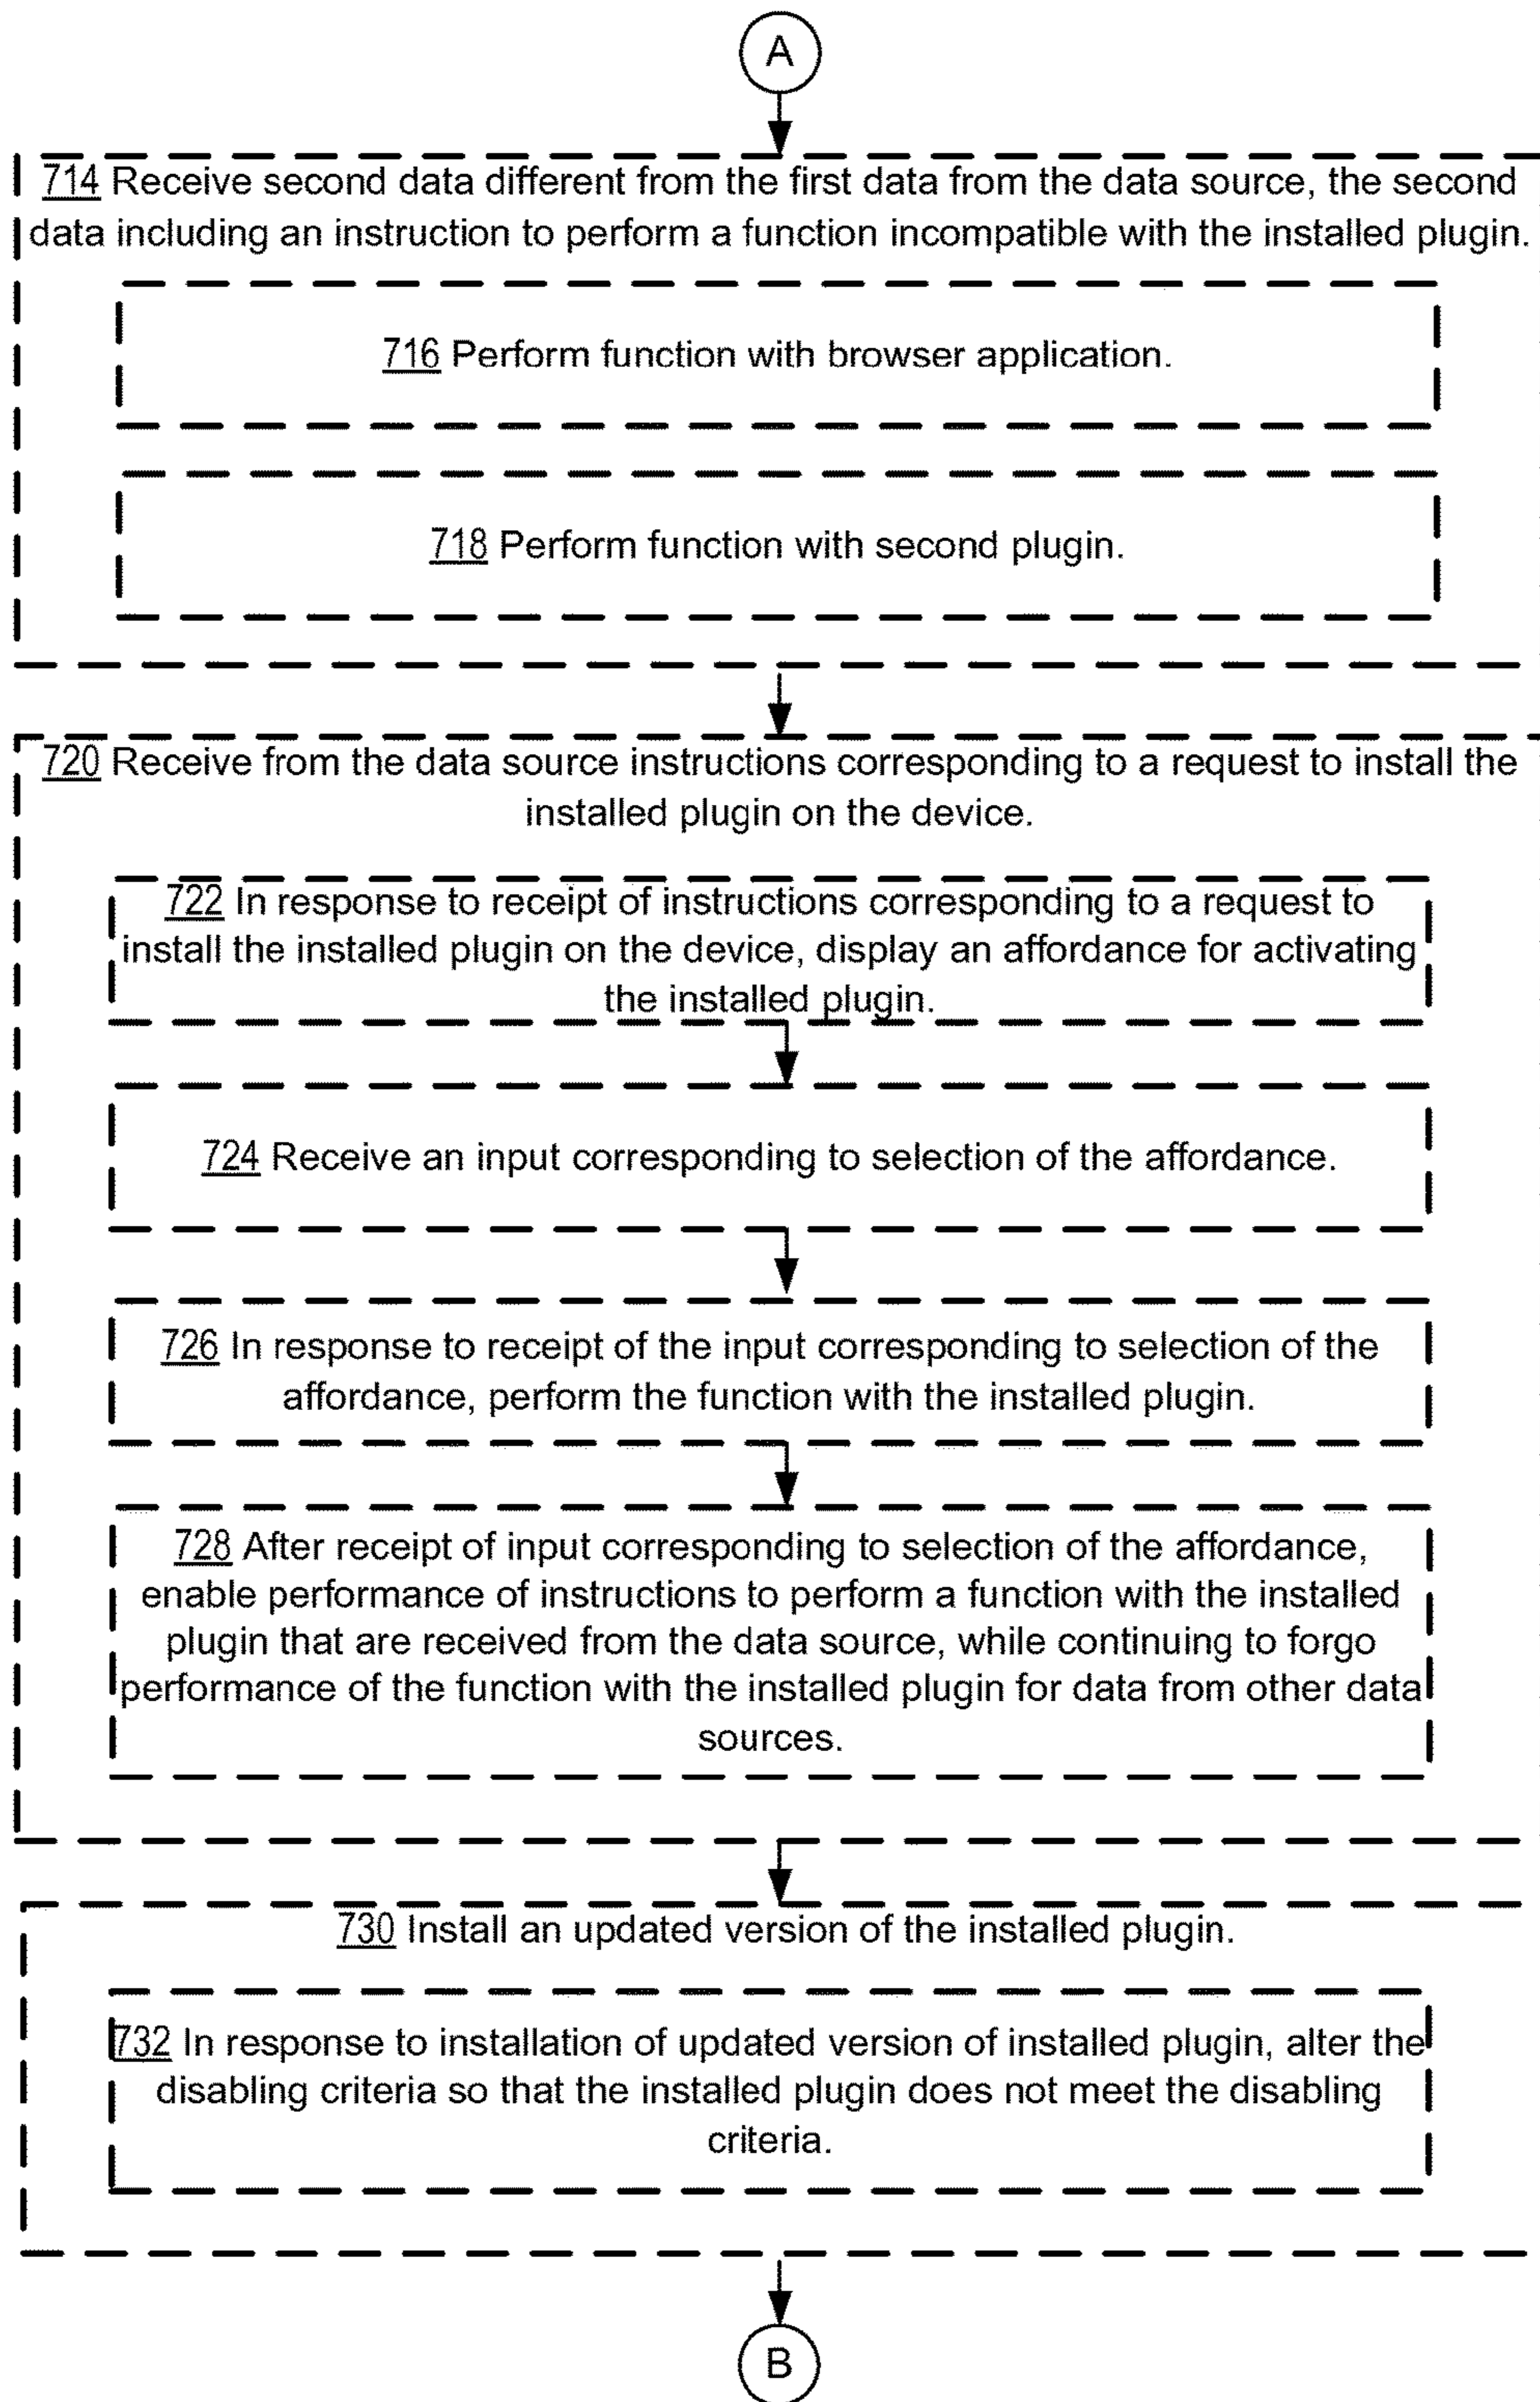 A
714 Receive second data different from the first data from the data source, the second
data including an instruction to perform a function incompatible with the installed plugin.
716 Perform function with browser application.
718 Perform function with second plugin.
720 Receive from the data source instructions corresponding to a request to install the
installed plugin on the device.
722 In response to receipt of instructions corresponding to a request to
install the installed plugin on the device, display an affordance for activating
the installed plugin.
724 Receive an input corresponding to selection of the affordance.
726 In response to receipt of the input corresponding to selection of the
affordance, perform the function with the installed plugin.
728 After receipt of input corresponding to selection of the affordance,
enable performance of instructions to perform a function with the installed
plugin that are received from the data source, while continuing to forgo
performance of the function with the installed plugin for data from other data
sources.
730 Install an updated version of the installed plugin.
732 In response to installation of updated version of installed plugin, alter the
disabling criteria so that the installed plugin does not meet the disabling
criteria.
B